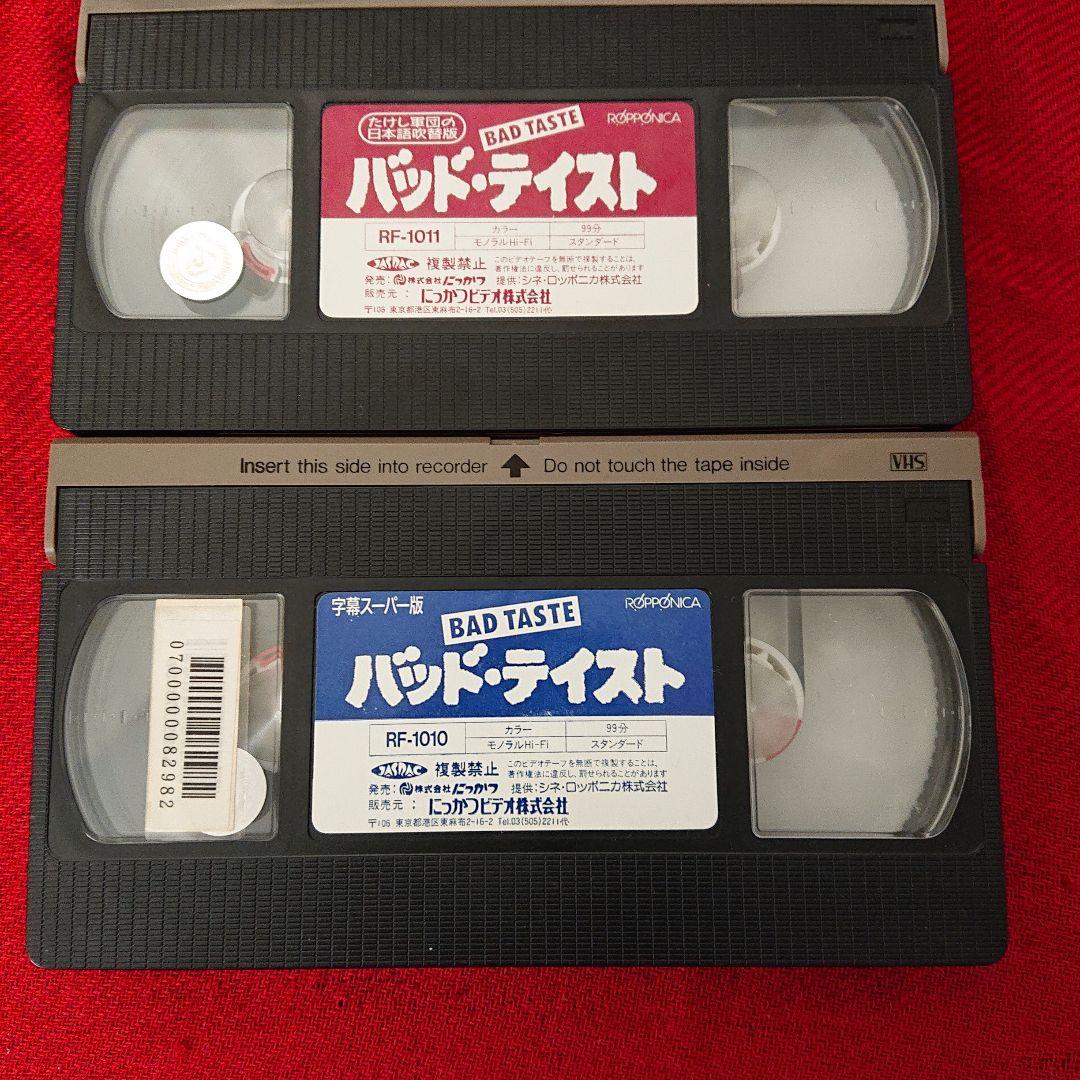 たけし軍団の
日本語吹替版
BAD TASTE
ROPPONICA
バッド・テイスト
RF-1011
カラー
99分
モノラルHi-Fi
スタンダード
JASRAC
複製禁止
このビデオテープを無断で複製することは、
著作権法に違反し、罰せられることがあります
発売:株式会社にっかつ 提供:シネ・ロッポニカ株式会社
販売元: にっかつビデオ株式会社
〒106 東京都港区東麻布2-16-2 Tel.03(505)2211代
Insert this side into recorder Do not touch the tape inside
VHS
字幕スーパー版
BAD TASTE
ROPPONICA
バッド・テイスト
RF-1010
カラー
99分
モノラルHi-Fi
スタンダード
JASRAC
複製禁止
このビデオテープを無断で複製することは、
著作権法に違反し、罰せられることがあります
発売:株式会社にっかつ 提供:シネ・ロッポニカ株式会社
販売元: にっかつビデオ株式会社
〒106 東京都港区東麻布2-16-2 Tel.03(505)2211代
0700000082982